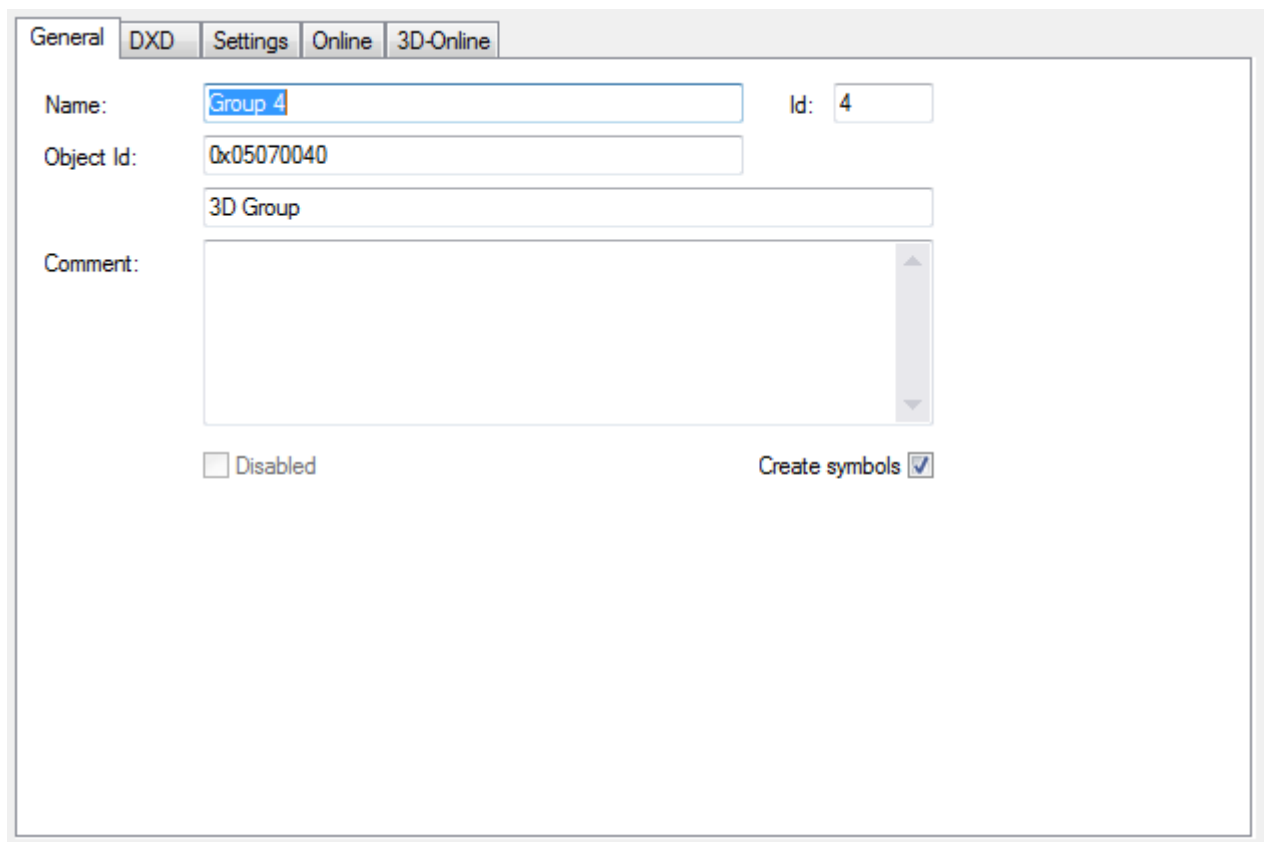 General DXD Settings Online 3D-Online
Name: Group 4 Id: 4
Object Id: 0x05070040
3D Group
Comment:
Disabled Create symbols